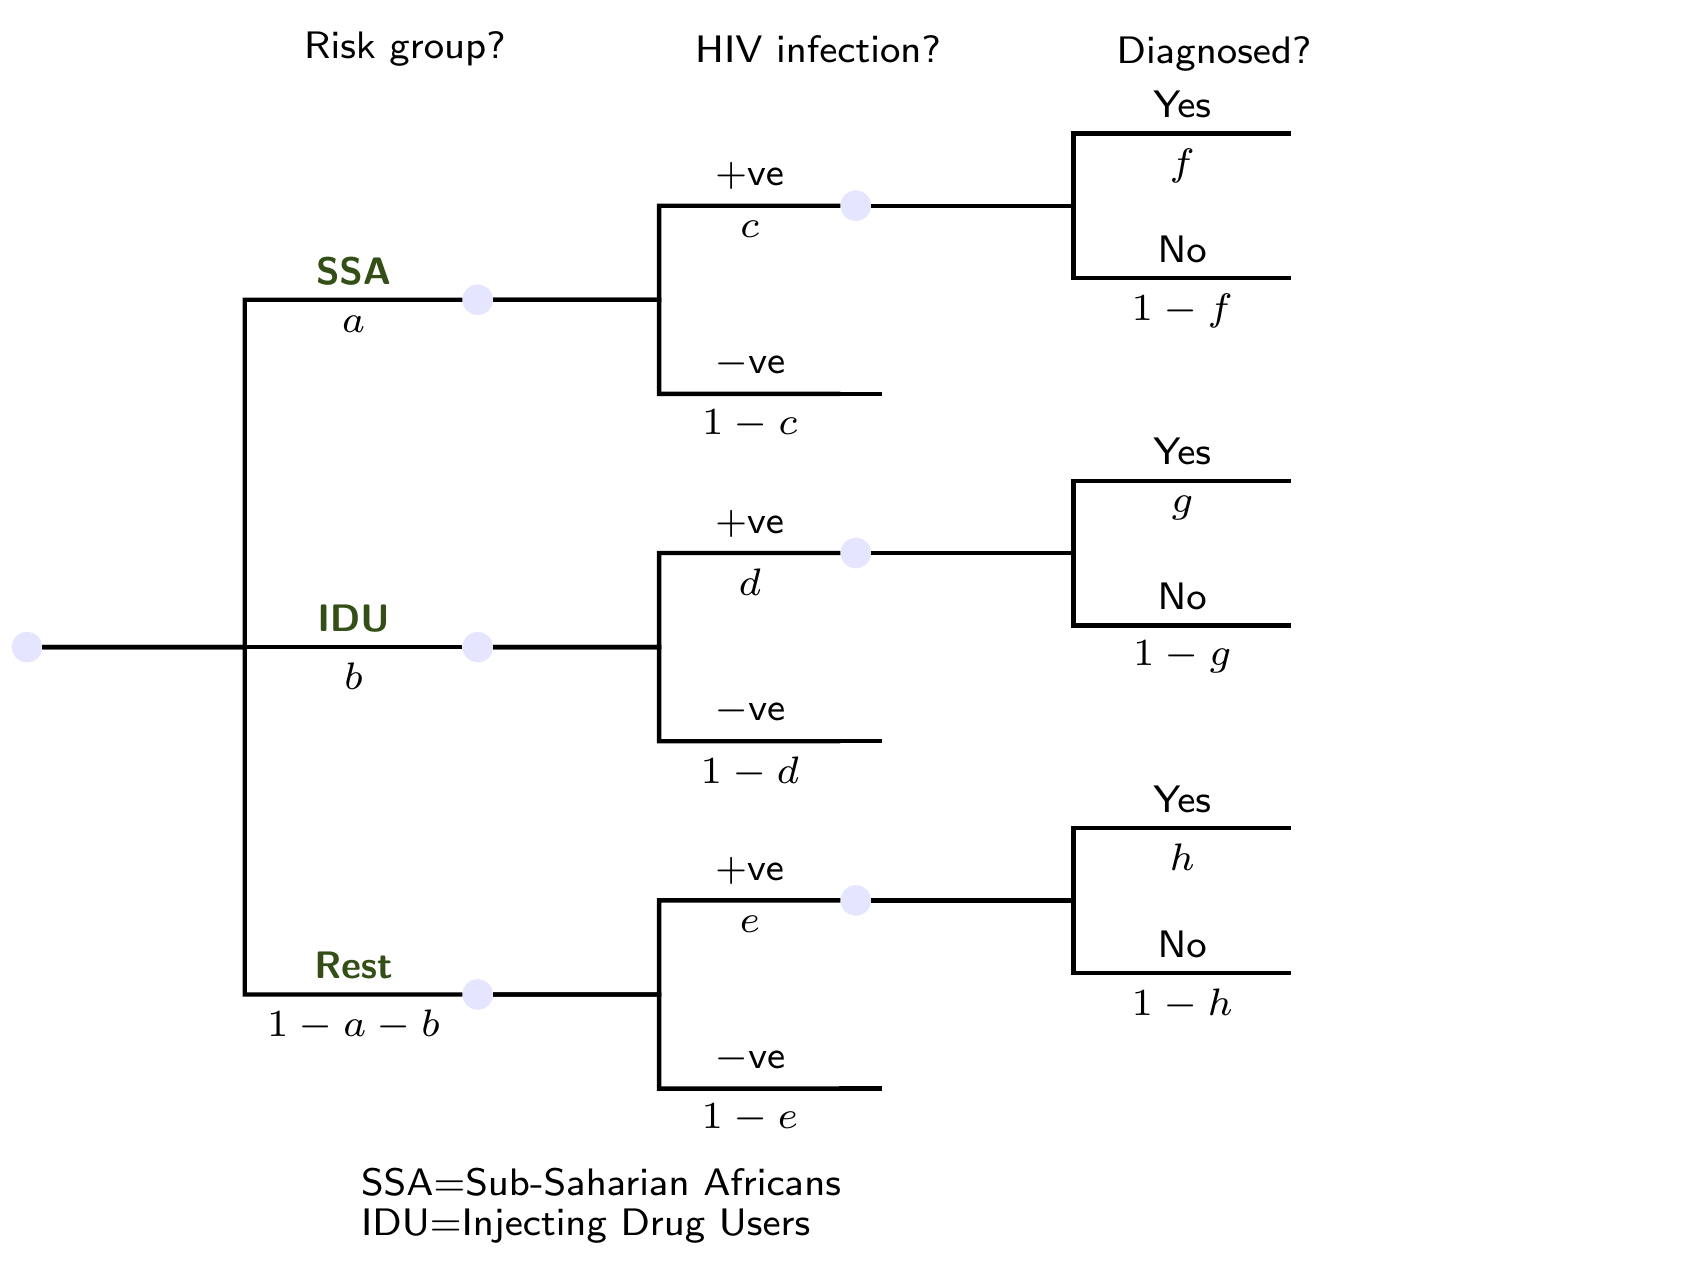 Risk group?
HIV infection?
Diagnosed?
Yes
f
+ve
c
No
1 − f
SSA
a
−ve
1 − c
Yes
g
+ve
d
No
1 − g
IDU
b
−ve
1 − d
Yes
h
+ve
e
No
1 − h
Rest
1 − a − b
−ve
1 − e
SSA=Sub-Saharian Africans
IDU=Injecting Drug Users